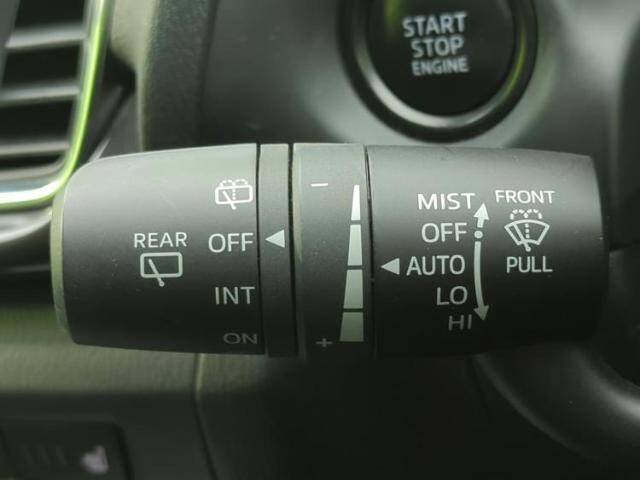 START
STOP
ENGINE
REAR
OFF
INT
ON
−
+
MIST
OFF
AUTO
LO
HI
FRONT
PULL